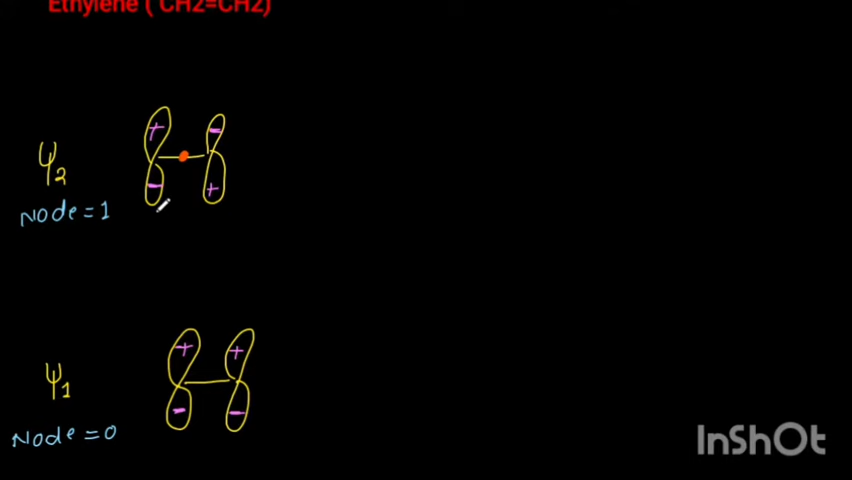 Ethylene ( CH2=CH2)
+ -
ψ2
- +
Node = 1
+ +
ψ1
- -
Node = 0
InShOt